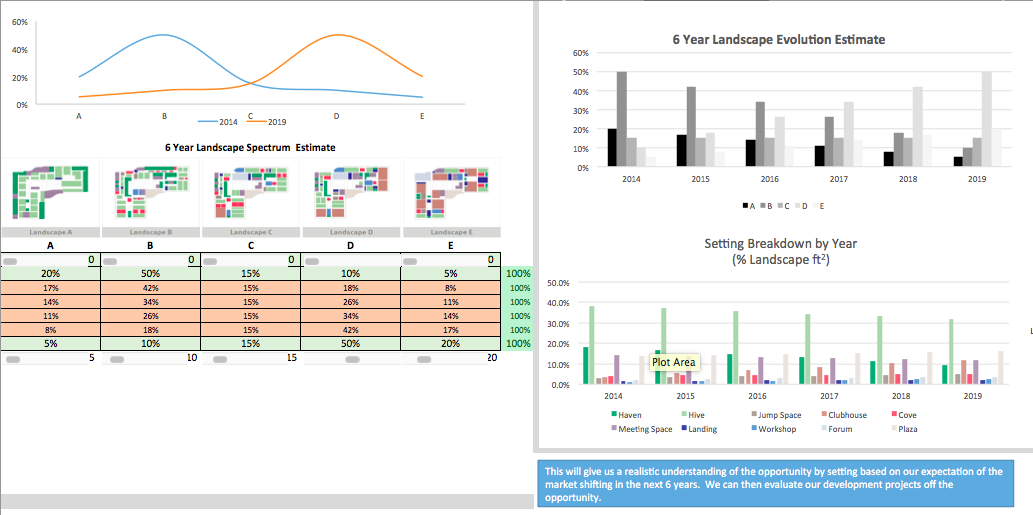 60%
40%
20%
0%
A B C D E
2014 2019
6 Year Landscape Spectrum Estimate
Landscape A Landscape B Landscape C Landscape D Landscape E
A B C D E
0 0 0 0 0
20% 50% 15% 10% 5% 100%
17% 42% 15% 18% 8% 100%
14% 34% 15% 26% 11% 100%
11% 26% 15% 34% 14% 100%
8% 18% 15% 42% 17% 100%
5% 10% 15% 50% 20% 100%
5 10 15 20
6 Year Landscape Evolution Estimate
60%
50%
40%
30%
20%
10%
0%
2014 2015 2016 2017 2018 2019
A B C D E
Setting Breakdown by Year
(% Landscape ft²)
50.0%
40.0%
30.0%
20.0%
10.0%
0.0%
Plot Area
2014 2015 2016 2017 2018 2019
Haven Hive Jump Space Clubhouse Cove
Meeting Space Landing Workshop Forum Plaza
L
This will give us a realistic understanding of the opportunity by setting based on our expectation of the
market shifting in the next 6 years. We can then evaluate our development projects off the
opportunity.